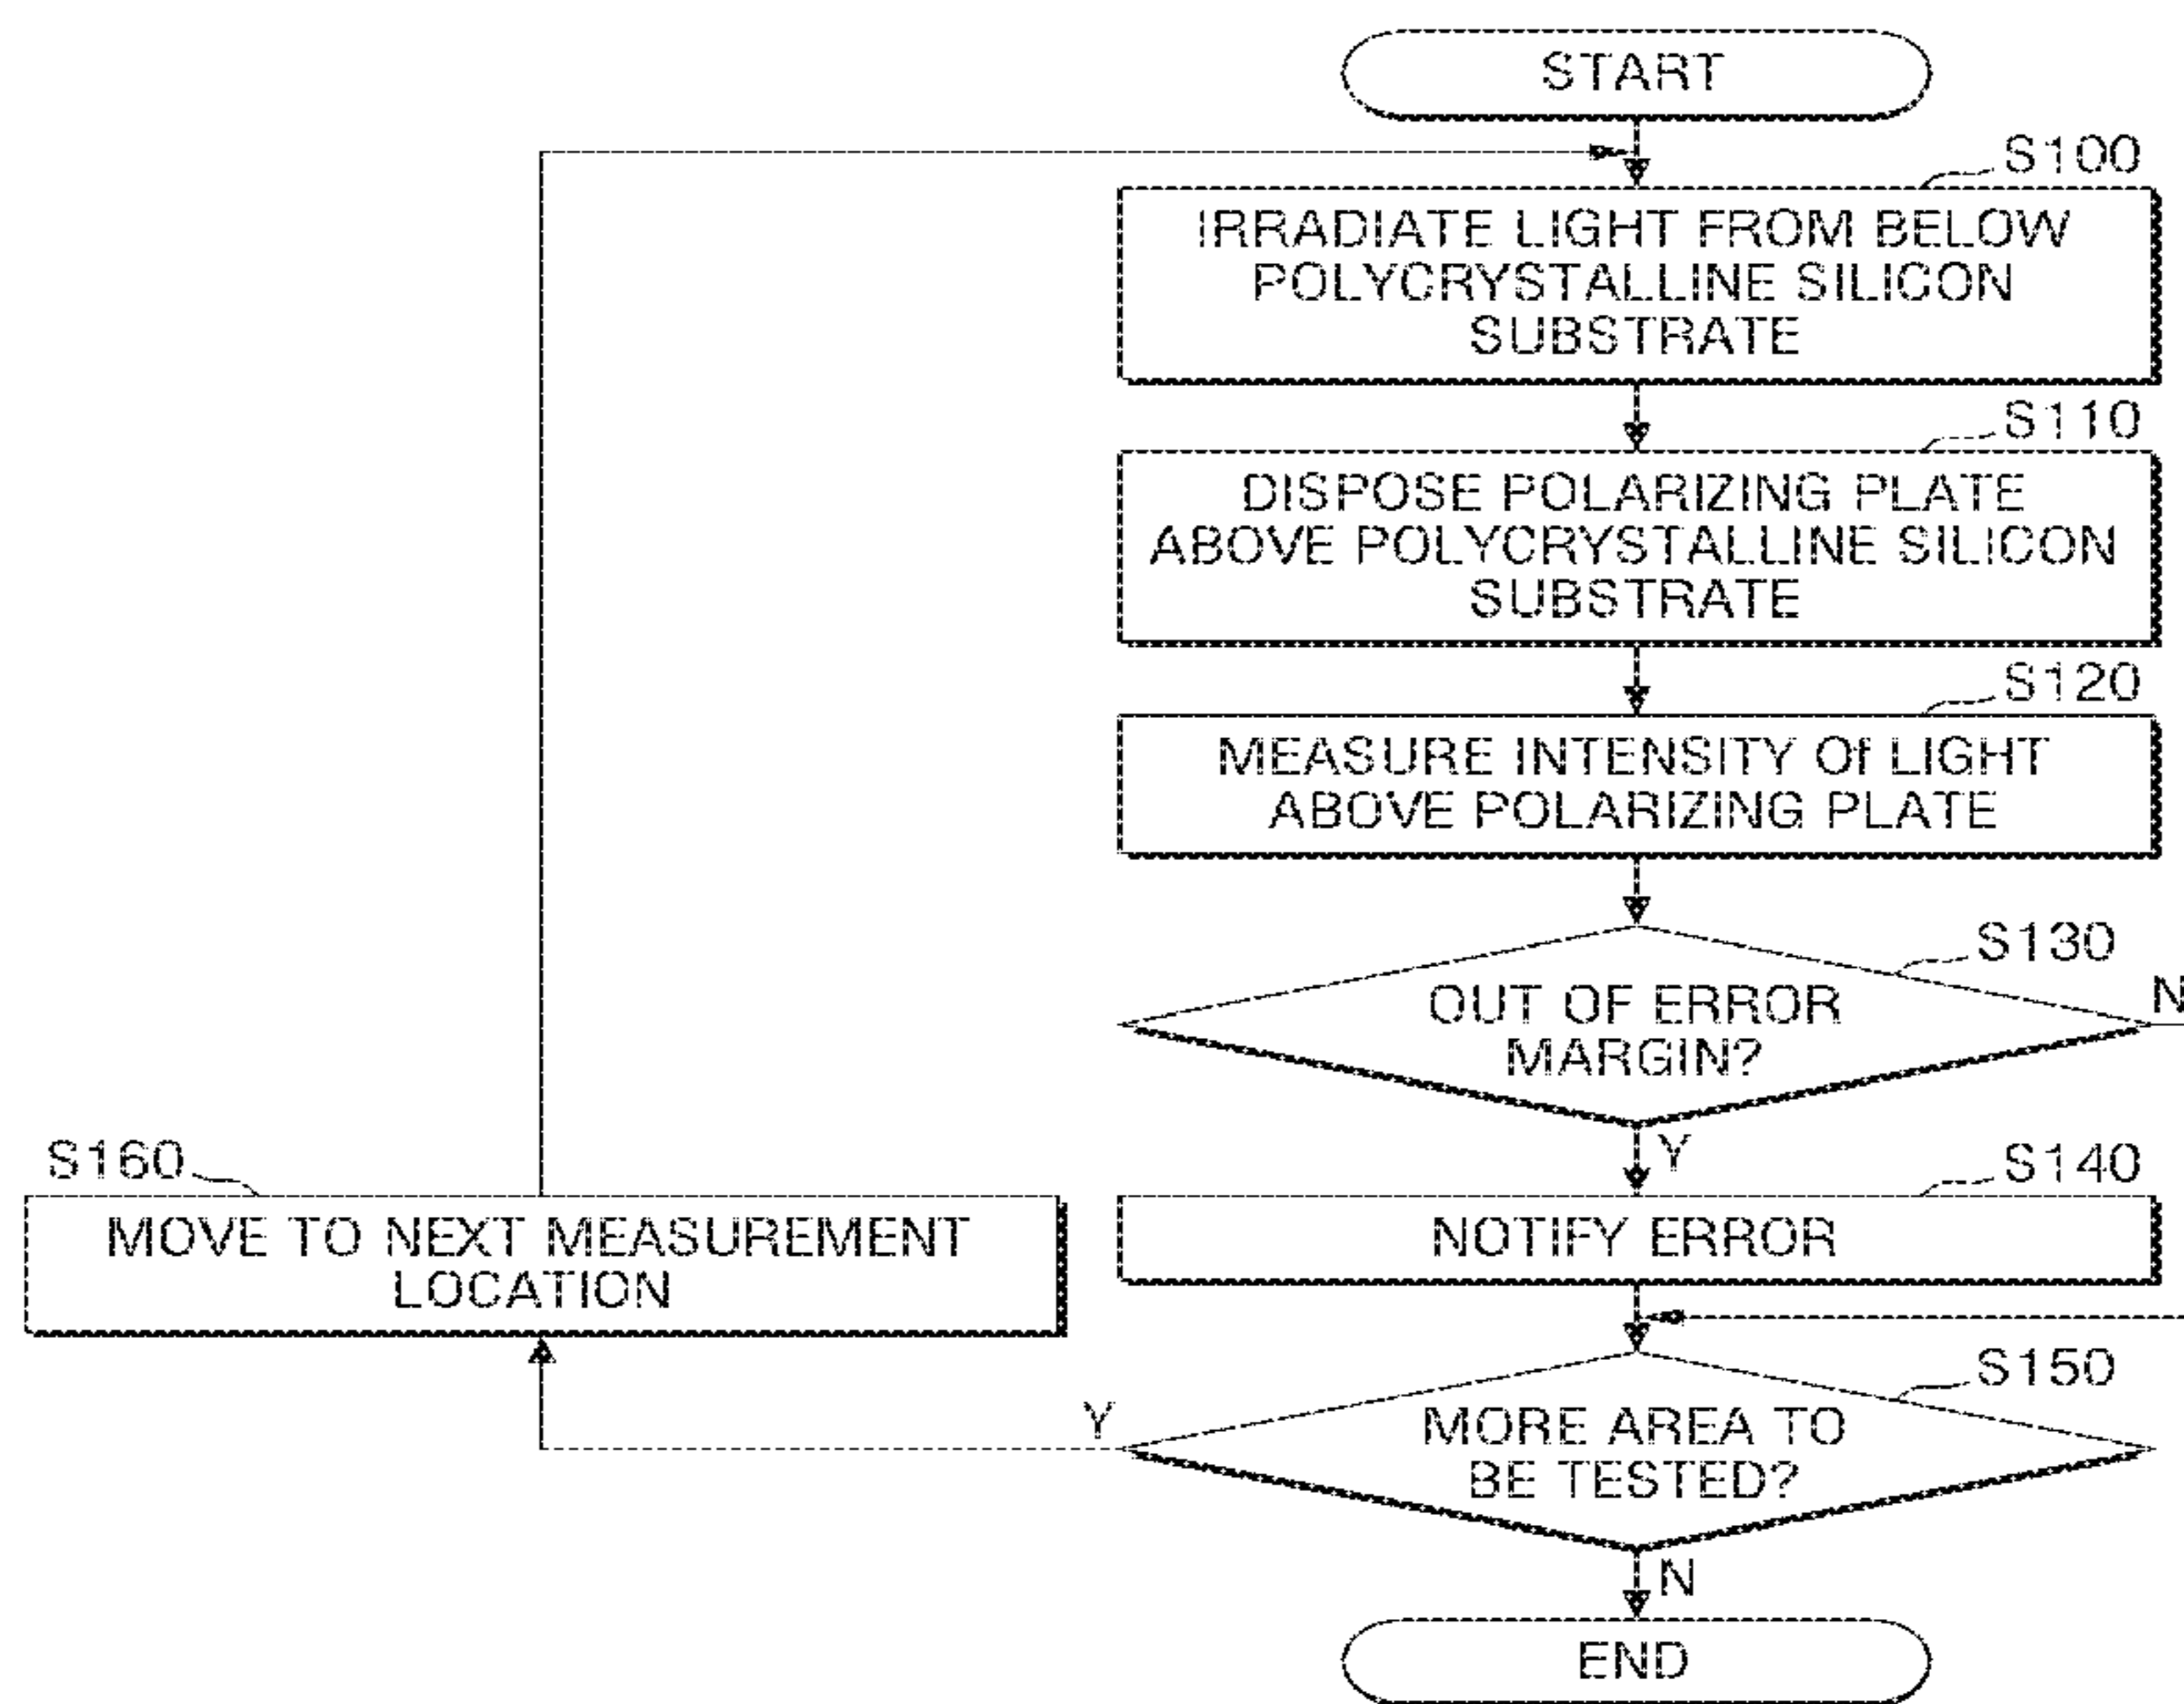 START
S100
IRRADIATE LIGHT FROM BELOW
POLYCRYSTALLINE SILICON
SUBSTRATE
S110
DISPOSE POLARIZING PLATE
ABOVE POLYCRYSTALLINE SILICON
SUBSTRATE
S120
MEASURE INTENSITY Of LIGHT
ABOVE POLARIZING PLATE
S130
OUT OF ERROR
MARGIN?
N
Y
S140
NOTIFY ERROR
S160
MOVE TO NEXT MEASUREMENT
LOCATION
S150
MORE AREA TO
BE TESTED?
Y
N
END